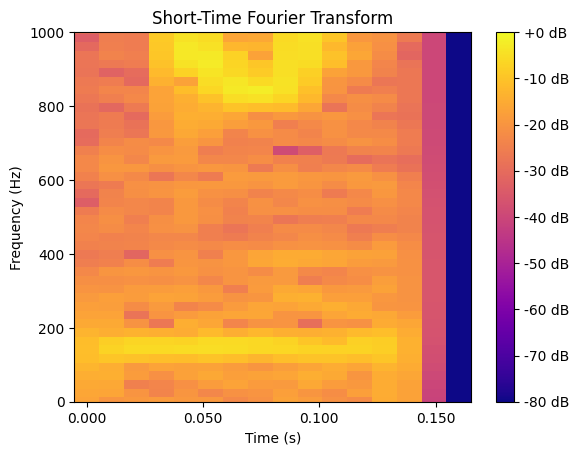 Short-Time Fourier Transform
Frequency (Hz)
1000
800
600
400
200
0
0.000 0.050 0.100 0.150
Time (s)
+0 dB
-10 dB
-20 dB
-30 dB
-40 dB
-50 dB
-60 dB
-70 dB
-80 dB